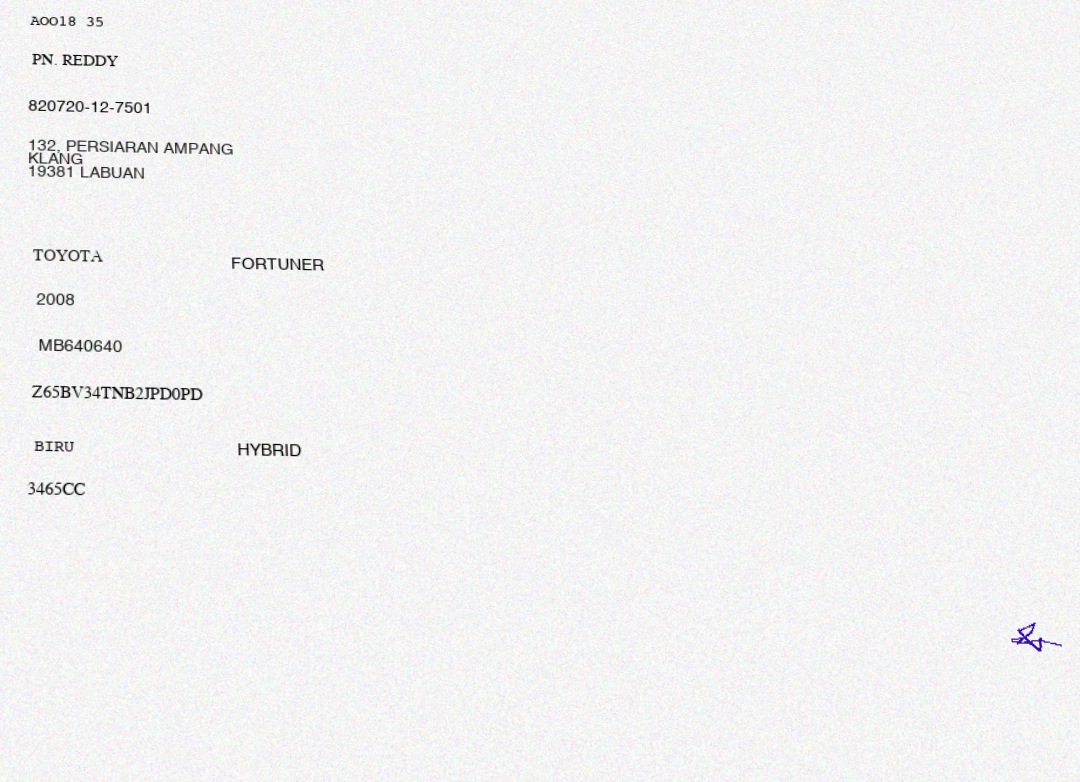 AOO18 35
PN. REDDY
820720-12-7501
132, PERSIARAN AMPANG
KLANG
19381 LABUAN
TOYOTA FORTUNER
2008
MB640640
Z65BV34TNB2JPD0PD
BIRU HYBRID
3465CC